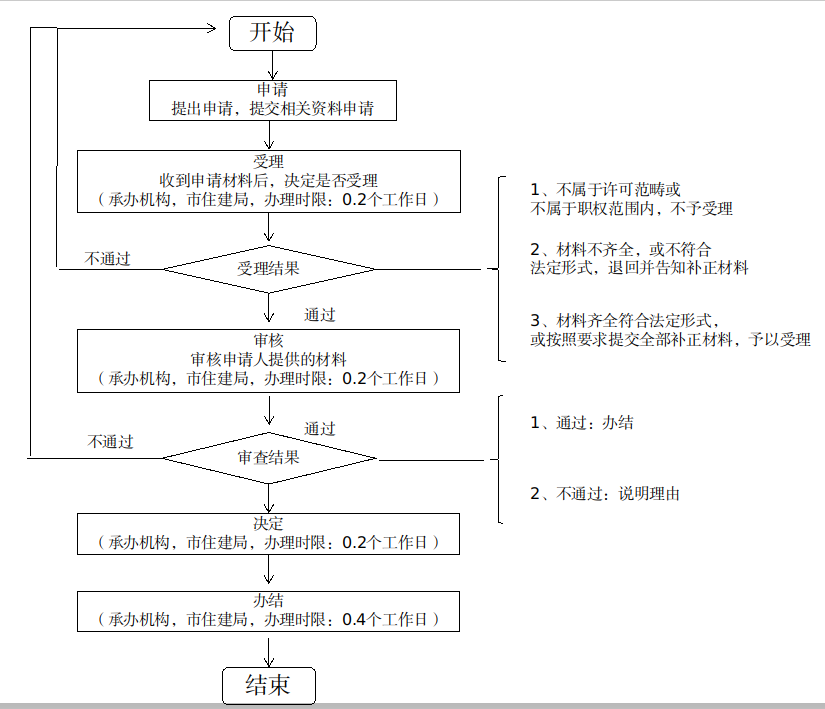 开始
申请
提出申请，提交相关资料申请
受理
收到申请材料后，决定是否受理
（承办机构，市住建局，办理时限：0.2个工作日）
1、不属于许可范畴或
不属于职权范围内，不予受理
2、材料不齐全，或不符合
法定形式，退回并告知补正材料
3、材料齐全符合法定形式，
或按照要求提交全部补正材料，予以受理
不通过
受理结果
通过
审核
审核申请人提供的材料
（承办机构，市住建局，办理时限：0.2个工作日）
通过
不通过
审查结果
1、通过：办结
2、不通过：说明理由
决定
（承办机构，市住建局，办理时限：0.2个工作日）
办结
（承办机构，市住建局，办理时限：0.4个工作日）
结束